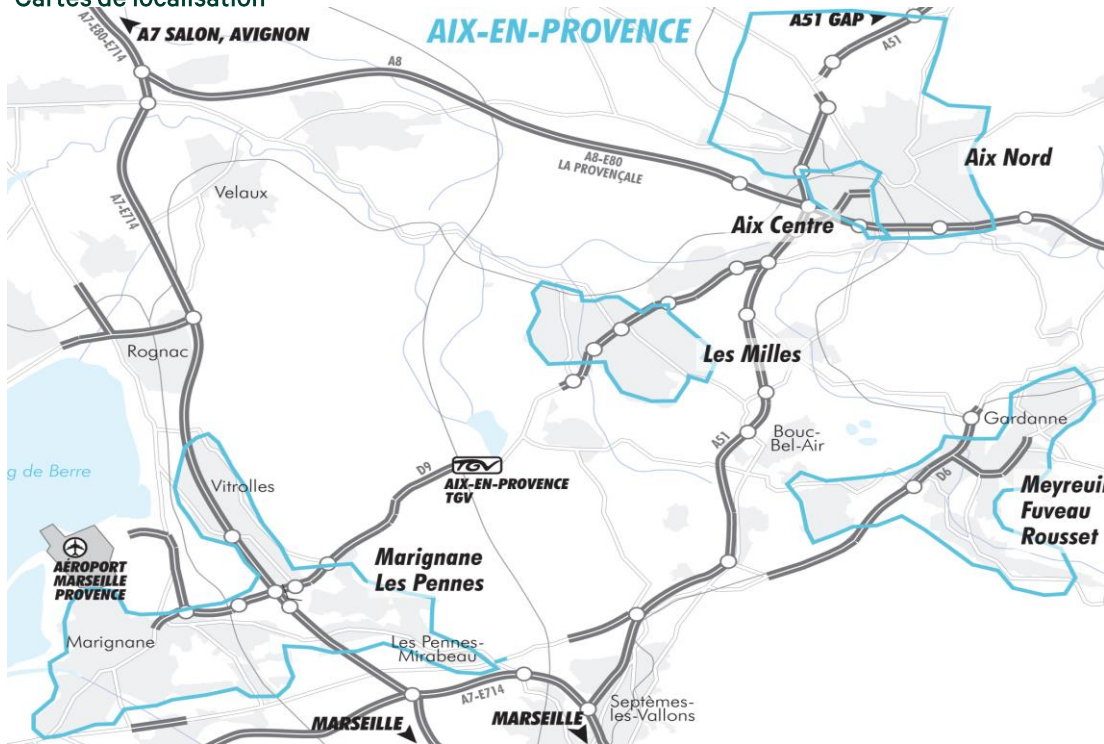 Cartes de localisation
A7-E80-E714
A7 SALON, AVIGNON
AIX-EN-PROVENCE
A51 GAP
A51
A8
A8-E80
LA PROVENÇALE
Aix Nord
A7-E714
Velaux
Aix Centre
Rognac
Les Milles
Bouc-
Bel-Air
Gardanne
A51
g de Berre
Vitrolles
D9
TGV
AIX-EN-PROVENCE
TGV
D6
Meyreuil
Fuveau
Rousset
AÉROPORT
MARSEILLE
PROVENCE
Marignane
Les Pennes
Marignane
Les Pennes-
Mirabeau
A7-E714
Septèmes-
les-Vallons
MARSEILLE
MARSEILLE